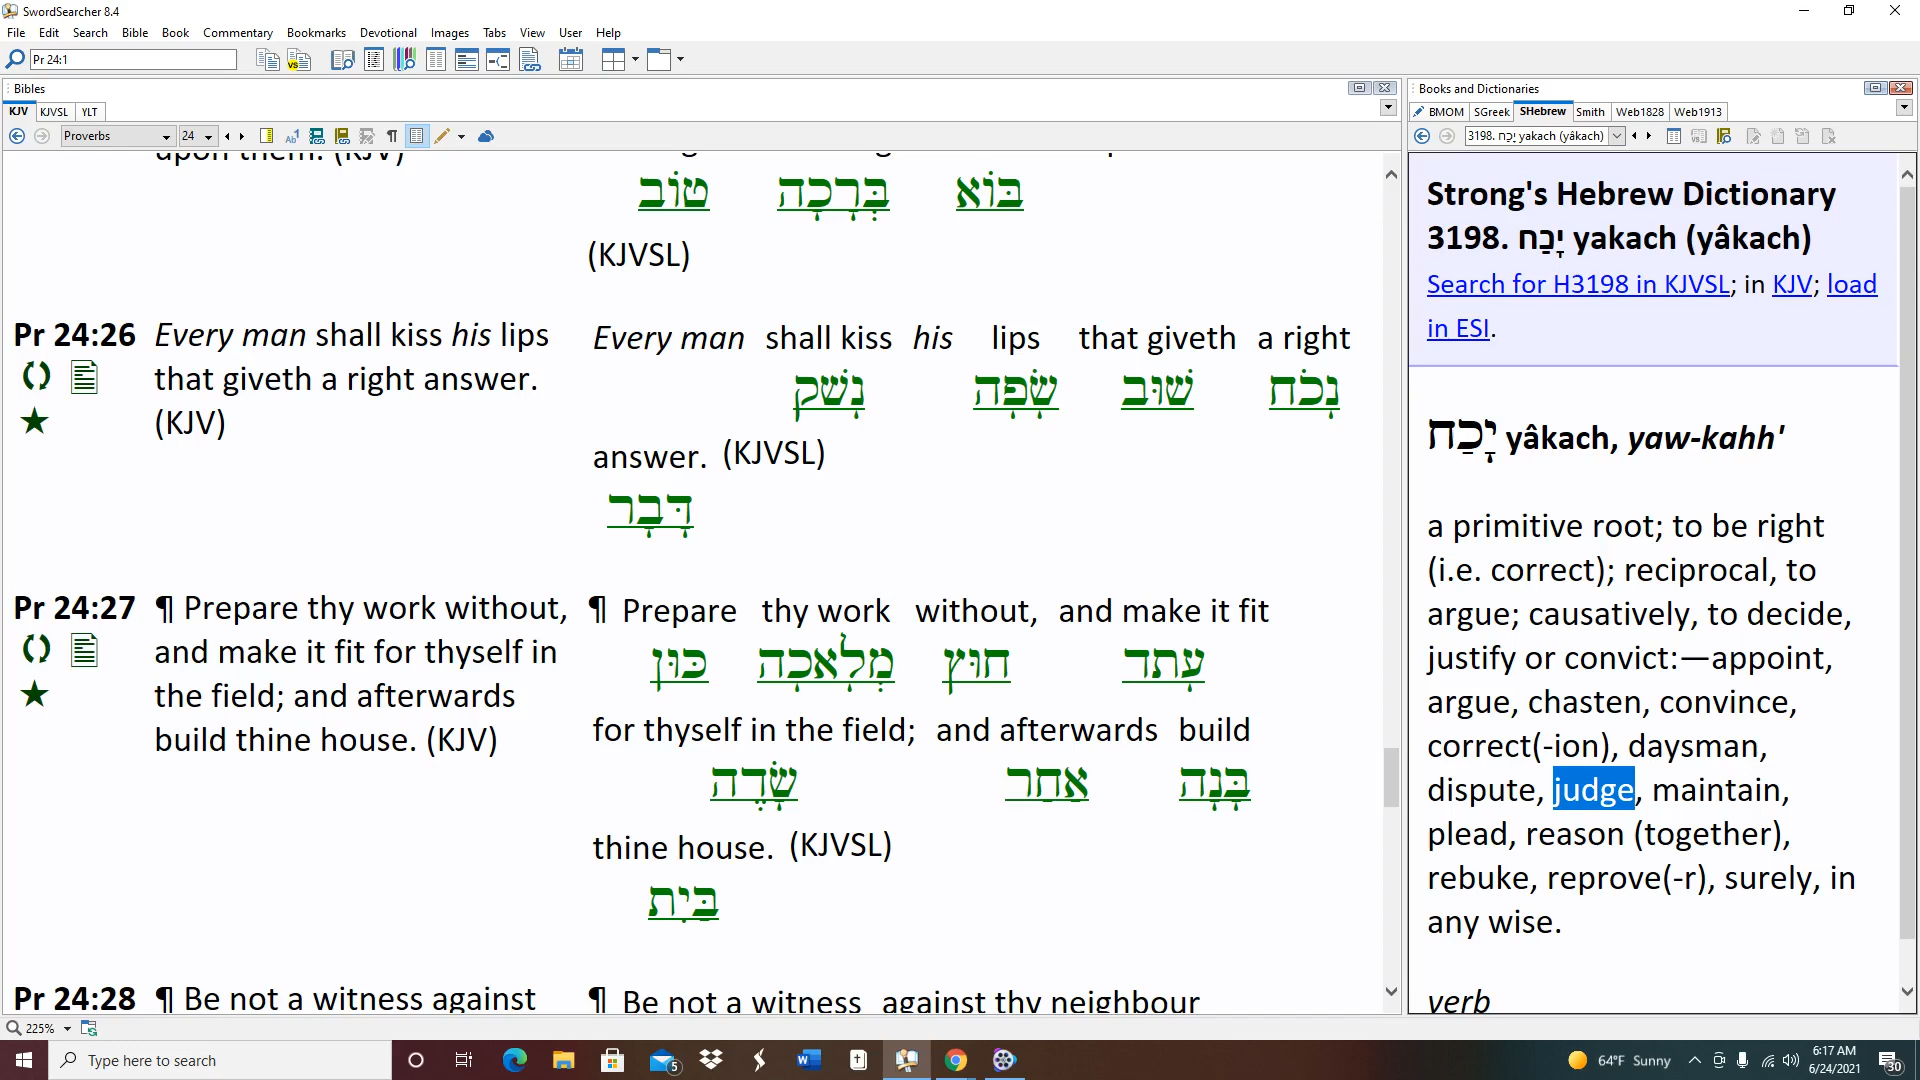 SwordSearcher 8.4
File Edit Search Bible Book Commentary Bookmarks Devotional Images Tabs View User Help
Pr 24:1
Bibles
KJV KJVSL YLT
Proverbs 24
upon them. (KJV)
טוֹב בְּרָכָה בּוֹא
(KJVSL)
Pr 24:26 Every man shall kiss his lips
that giveth a right answer.
(KJV)
Every man shall kiss his lips that giveth a right
נָשַׁק שָׂפָה שׁוּב נָכֹח
answer. (KJVSL)
דָּבָר
Pr 24:27 ¶ Prepare thy work without,
and make it fit for thyself in
the field; and afterwards
build thine house. (KJV)
¶ Prepare thy work without, and make it fit
כּוּן מְלָאכָה חוּץ עָתַד
for thyself in the field; and afterwards build
שָׂדֶה אַחַר בָּנָה
thine house. (KJVSL)
בַּיִת
Pr 24:28 ¶ Be not a witness against
¶ Be not a witness against thy neighbour
225%
Books and Dictionaries
BMOM SGreek SHebrew Smith Web1828 Web1913
3198. יָכַח yakach (yâkach)
Strong's Hebrew Dictionary
3198. יָכַח yakach (yâkach)
Search for H3198 in KJVSL; in KJV; load
in ESI.
יָכַח yâkach, yaw-kahh'
a primitive root; to be right
(i.e. correct); reciprocal, to
argue; causatively, to decide,
justify or convict:—appoint,
argue, chasten, convince,
correct(-ion), daysman,
dispute, judge, maintain,
plead, reason (together),
rebuke, reprove(-r), surely, in
any wise.
verb
Type here to search
5
W
64°F Sunny
6:17 AM
6/24/2021
30